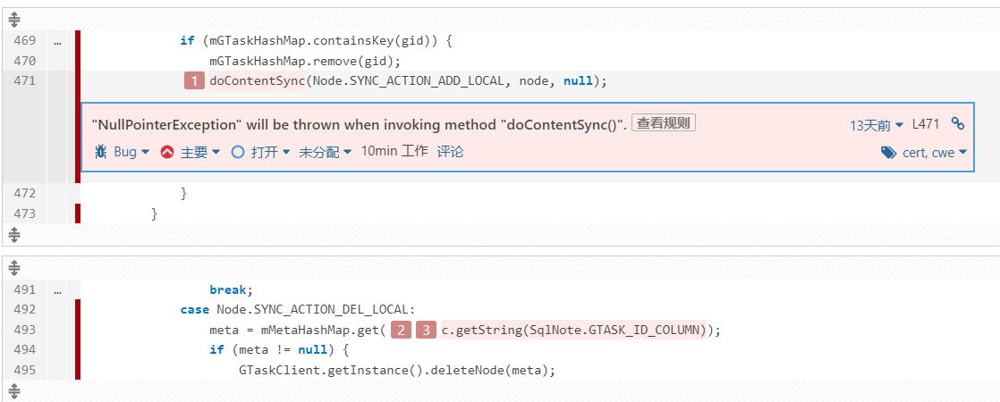 469 … if (mGTaskHashMap.containsKey(gid)) {
470 mGTaskHashMap.remove(gid);
471 1 doContentSync(Node.SYNC_ACTION_ADD_LOCAL, node, null);
"NullPointerException" will be thrown when invoking method "doContentSync()". 查看规则 13天前 L471
Bug 主要 打开 未分配 10min 工作 评论 cert, cwe
472 }
473 }
491 … break;
492 case Node.SYNC_ACTION_DEL_LOCAL:
493 meta = mMetaHashMap.get( 2 3 c.getString(SqlNote.GTASK_ID_COLUMN));
494 if (meta != null) {
495 GTaskClient.getInstance().deleteNode(meta);